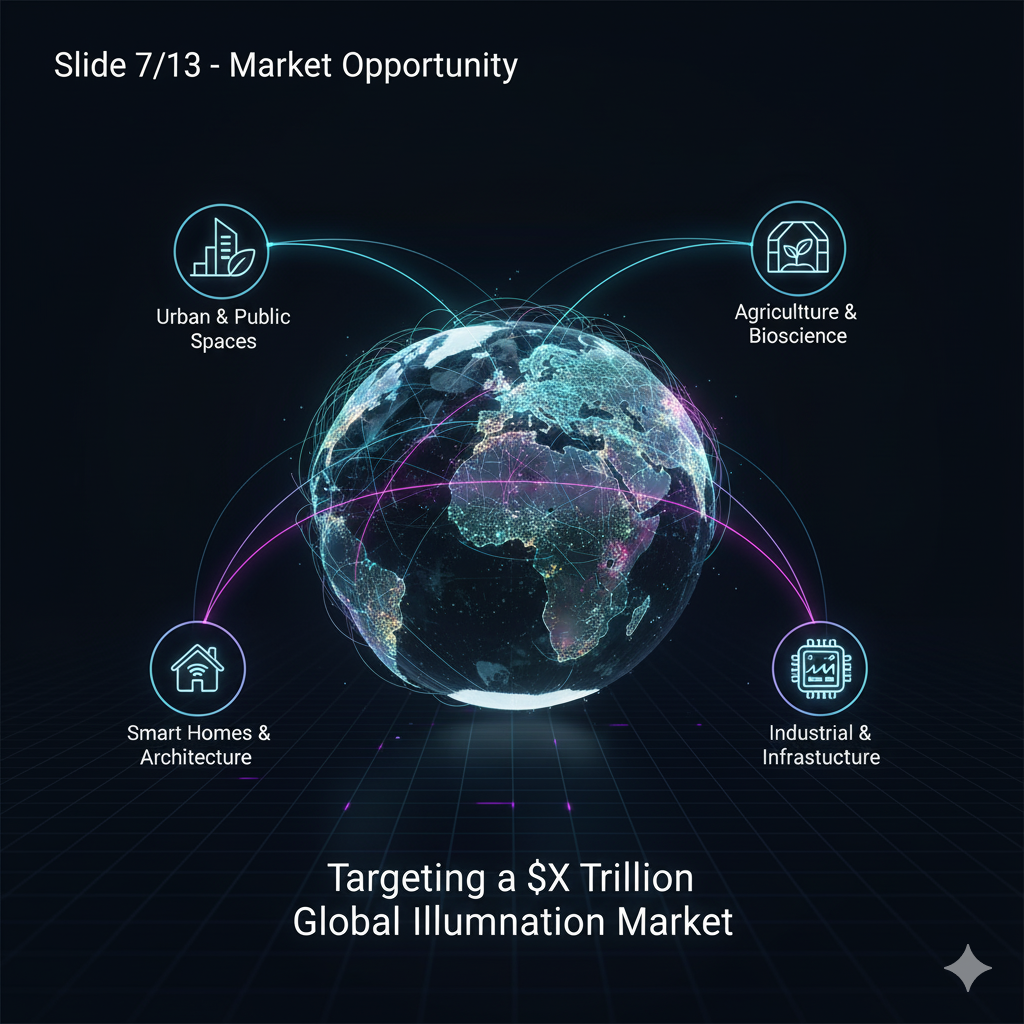 Slide 7/13 - Market Opportunity
Urban & Public
Spaces
Agricultture &
Bioscience
Smart Homes &
Architecture
Industrial &
Infrastucture
Targeting a $X Trillion
Global Illumnation Market